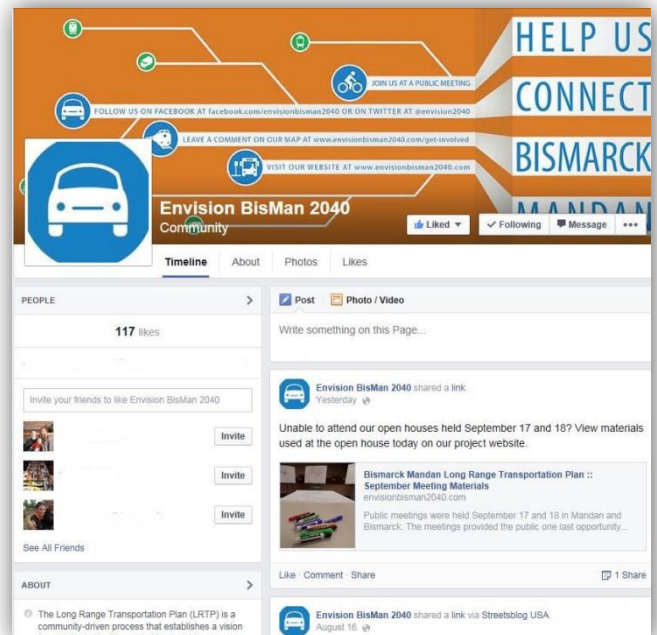 HELP US
JOIN US AT A PUBLIC MEETING
CONNECT
FOLLOW US ON FACEBOOK AT facebook.com/envisionbisman2040 OR ON TWITTER AT @envision2040
LEAVE A COMMENT ON OUR MAP AT www.envisionbisman2040.com/get-involved
BISMARCK
VISIT OUR WEBSITE AT www.envisionbisman2040.com
MANDAN
Envision BisMan 2040
Community
Liked
Following
Message
Timeline About Photos Likes
PEOPLE
117 likes
Invite your friends to like Envision BisMan 2040
Invite
Invite
Invite
See All Friends
ABOUT
The Long Range Transportation Plan (LRTP) is a
community-driven process that establishes a vision
Post Photo / Video
Write something on this Page...
Envision BisMan 2040 shared a link.
Yesterday
Unable to attend our open houses held September 17 and 18? View materials
used at the open house today on our project website.
Bismarck Mandan Long Range Transportation Plan ::
September Meeting Materials
envisionbisman2040.com
Public meetings were held September 17 and 18 in Mandan and
Bismarck. The meetings provided the public one last opportunity...
Like · Comment · Share
1 Share
Envision BisMan 2040 shared a link via Streetsblog USA.
August 16